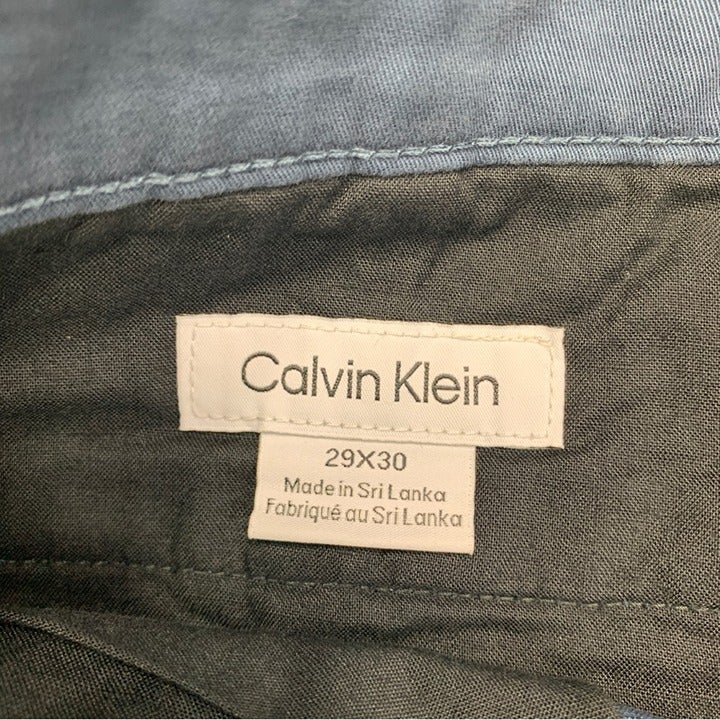 Calvin Klein
29X30
Made in Sri Lanka
Fabriqué au Sri Lanka